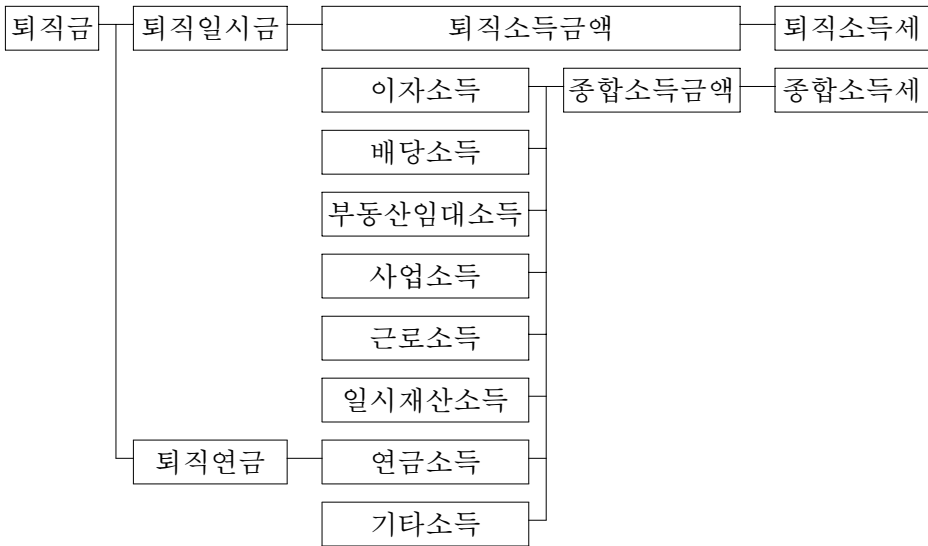 퇴직금 퇴직일시금 퇴직소득금액 퇴직소득세
이자소득 종합소득금액 종합소득세
배당소득
부동산임대소득
사업소득
근로소득
일시재산소득
퇴직연금 연금소득
기타소득